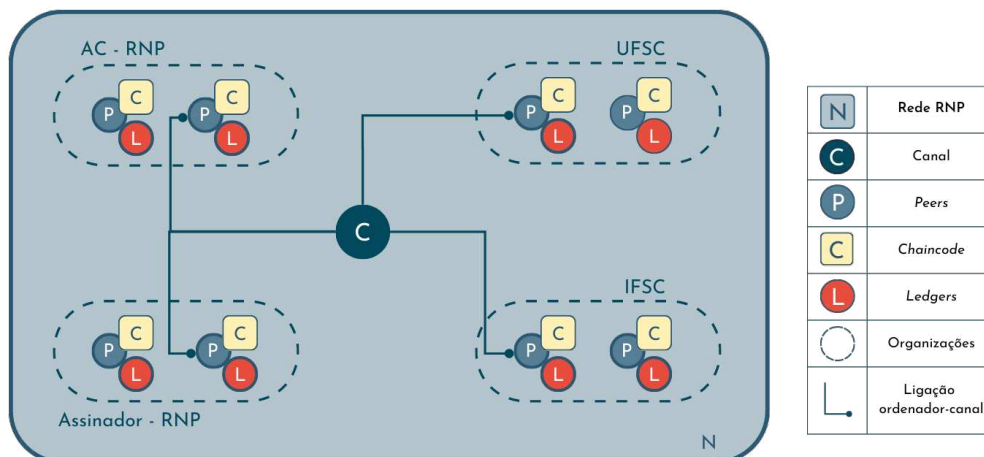 AC - RNP
UFSC
C C
C C
P P
P P
L L
L L
C
IFSC
C C
C C
P P
P P
L L
L L
Assinador - RNP
N
N Rede RNP
C Canal
P Peers
C Chaincode
L Ledgers
Organizações
Ligação
ordenador-canal